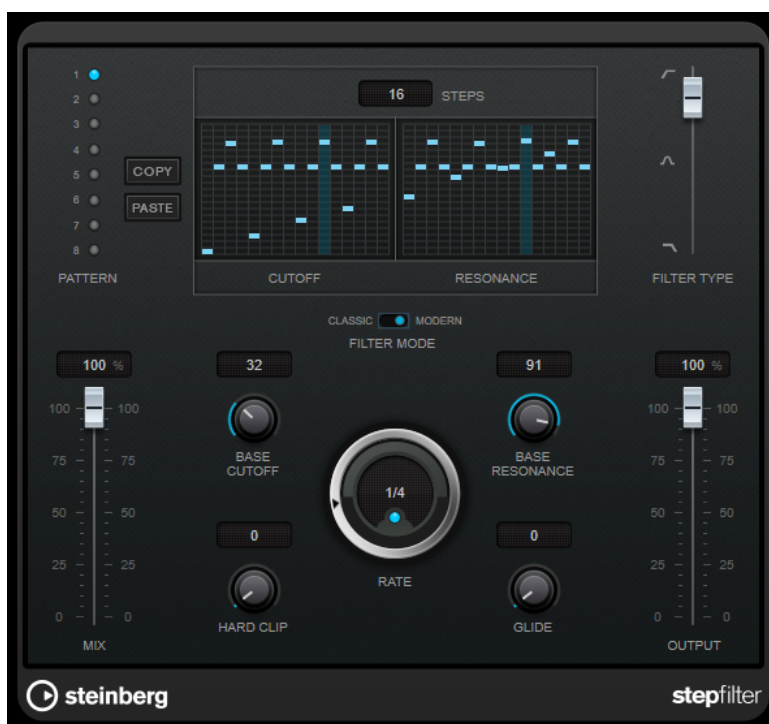 1
2
3
4
5
6
7
8
PATTERN
COPY
PASTE
16 STEPS
CUTOFF
RESONANCE
FILTER TYPE
CLASSIC MODERN
FILTER MODE
100 %
100 100
75 75
50 50
25 25
0 0
MIX
32
BASE
CUTOFF
0
HARD CLIP
1/4
RATE
91
BASE
RESONANCE
0
GLIDE
100 %
100 100
75 75
50 50
25 25
0 0
OUTPUT
steinberg
stepfilter